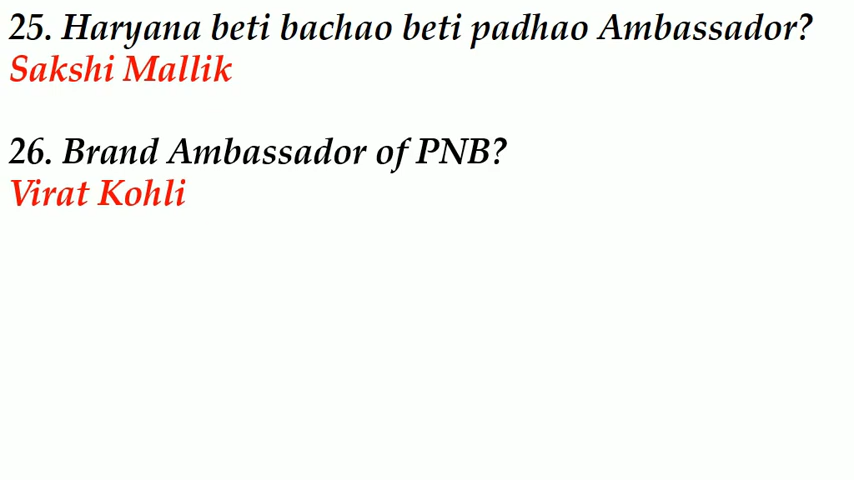 25. Haryana beti bachao beti padhao Ambassador?
Sakshi Mallik
26. Brand Ambassador of PNB?
Virat Kohli